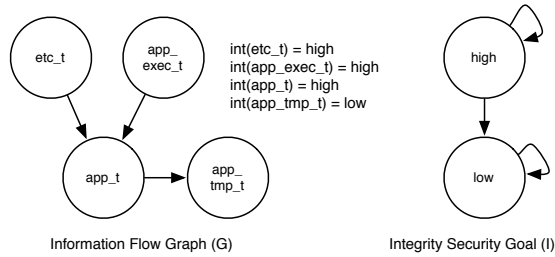 etc_t
app_
exec_t
int(etc_t) = high
int(app_exec_t) = high
int(app_t) = high
int(app_tmp_t) = low
high
app_t
app_
tmp_t
low
Information Flow Graph (G)
Integrity Security Goal (I)